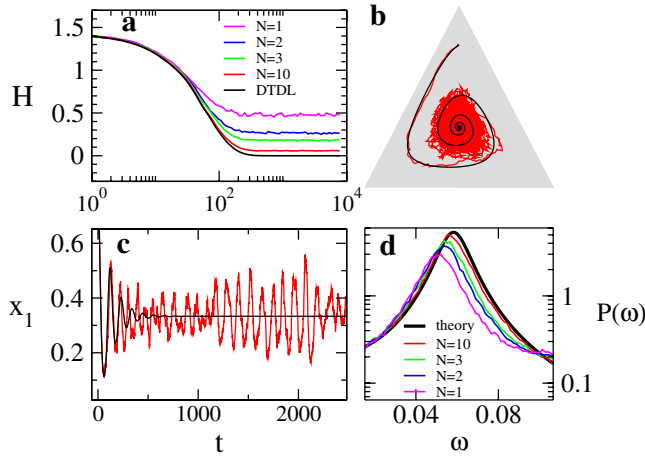 a
N=1
N=2
N=3
N=10
DTDL
H
1.5
1
0.5
0
10^0
10^2
10^4
b
c
x_1
0.6
0.4
0.2
0
1000
2000
t
d
theory
N=10
N=3
N=2
N=1
1
0.1
P(ω)
0.04
0.08
ω